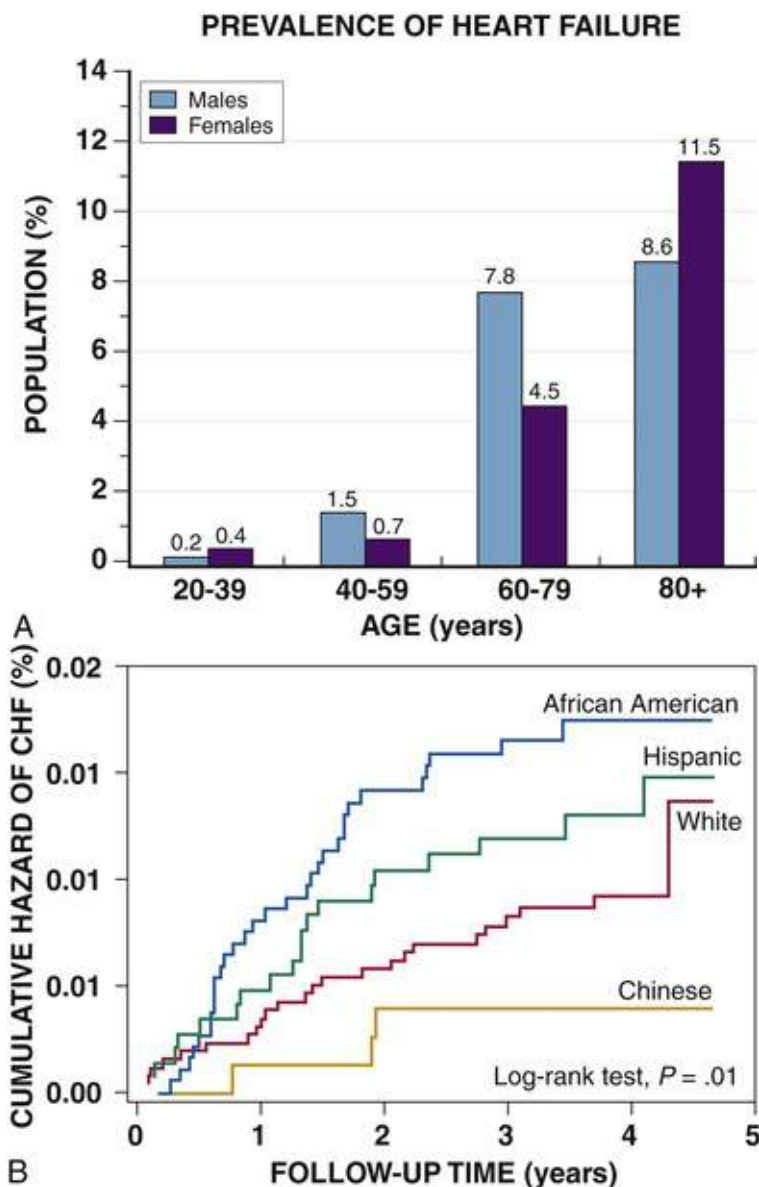 PREVALENCE OF HEART FAILURE
14
12
10
8
6
4
2
0
POPULATION (%)
Males
Females
0.2
0.4
1.5
0.7
7.8
4.5
8.6
11.5
20-39
40-59
60-79
80+
AGE (years)
A
0.02
0.01
0.01
0.01
0.00
CUMULATIVE HAZARD OF CHF (%)
African American
Hispanic
White
Chinese
Log-rank test, P = .01
0
1
2
3
4
5
FOLLOW-UP TIME (years)
B